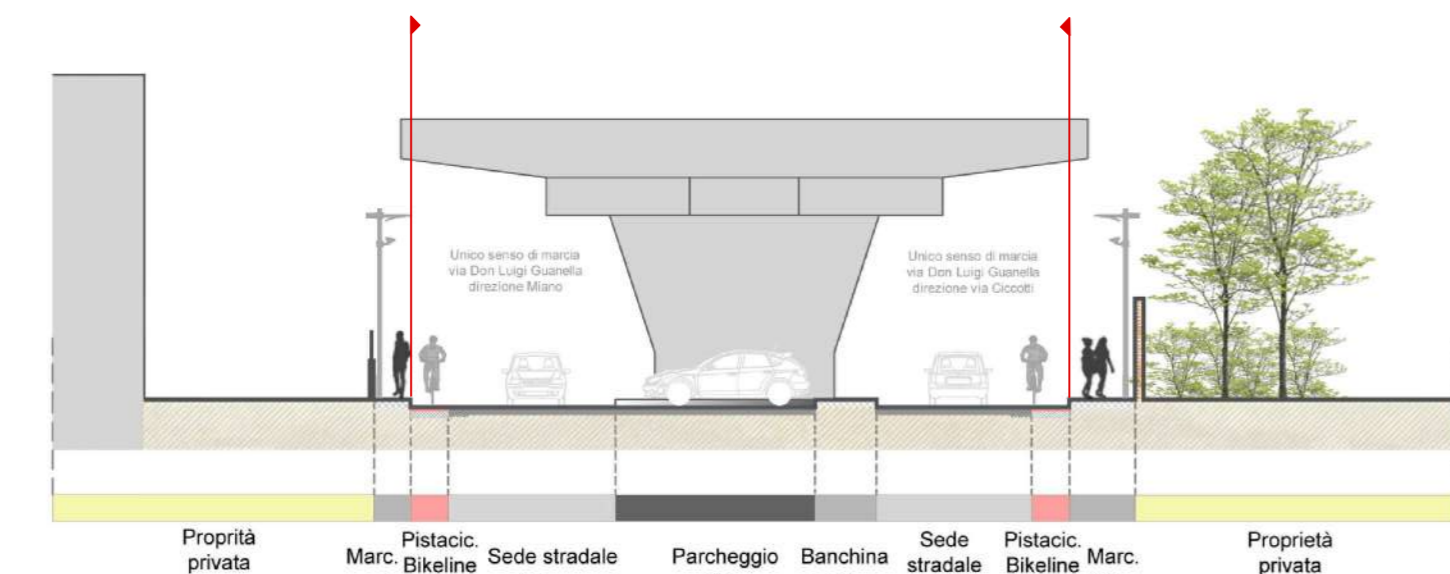 Unico senso di marcia
via Don Luigi Guanella
direzione Miano
Unico senso di marcia
via Don Luigi Guanella
direzione via Ciccotti
Proprità
privata
Marc.
Pistacic.
Bikeline
Sede stradale
Parcheggio
Banchina
Sede
stradale
Pistacic.
Bikeline
Marc.
Proprietà
privata